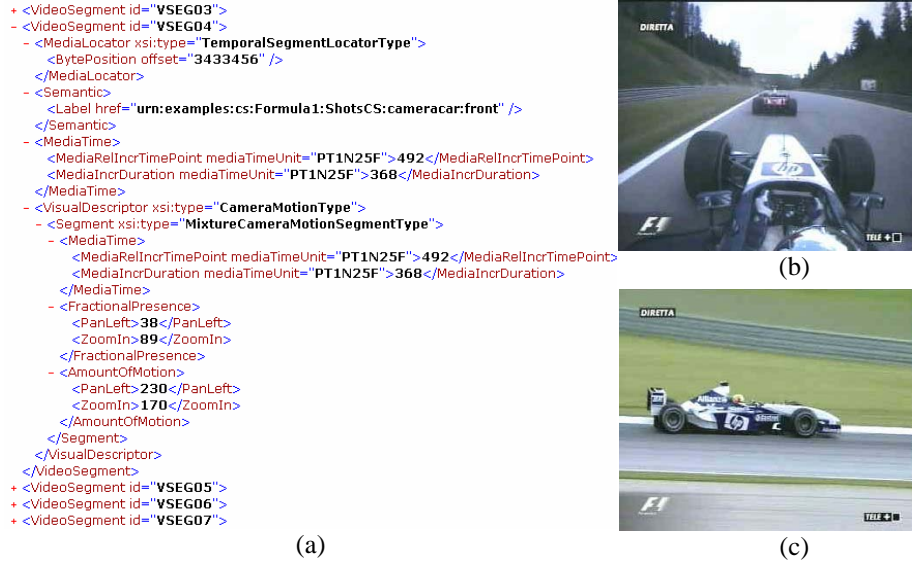 + <VideoSegment id="VSEG03">
- <VideoSegment id="VSEG04">
- <MediaLocator xsi:type="TemporalSegmentLocatorType">
<BytePosition offset="3433456" />
</MediaLocator>
- <Semantic>
<Label href="urn:examples:cs:Formula1:ShotsCS:cameracar:front" />
</Semantic>
- <MediaTime>
<MediaRelIncrTimePoint mediaTimeUnit="PT1N25F">492</MediaRelIncrTimePoint>
<MediaIncrDuration mediaTimeUnit="PT1N25F">368</MediaIncrDuration>
</MediaTime>
- <VisualDescriptor xsi:type="CameraMotionType">
- <Segment xsi:type="MixtureCameraMotionSegmentType">
- <MediaTime>
<MediaRelIncrTimePoint mediaTimeUnit="PT1N25F">492</MediaRelIncrTimePoint>
<MediaIncrDuration mediaTimeUnit="PT1N25F">368</MediaIncrDuration>
</MediaTime>
- <FractionalPresence>
<PanLeft>38</PanLeft>
<ZoomIn>89</ZoomIn>
</FractionalPresence>
- <AmountOfMotion>
<PanLeft>230</PanLeft>
<ZoomIn>170</ZoomIn>
</AmountOfMotion>
</Segment>
</VisualDescriptor>
</VideoSegment>
+ <VideoSegment id="VSEG05">
+ <VideoSegment id="VSEG06">
+ <VideoSegment id="VSEG07">
(a)
DIRETTA
hp
F1
TELE +
(b)
DIRETTA
Allianz
hp
Castrol
F1
TELE +
(c)